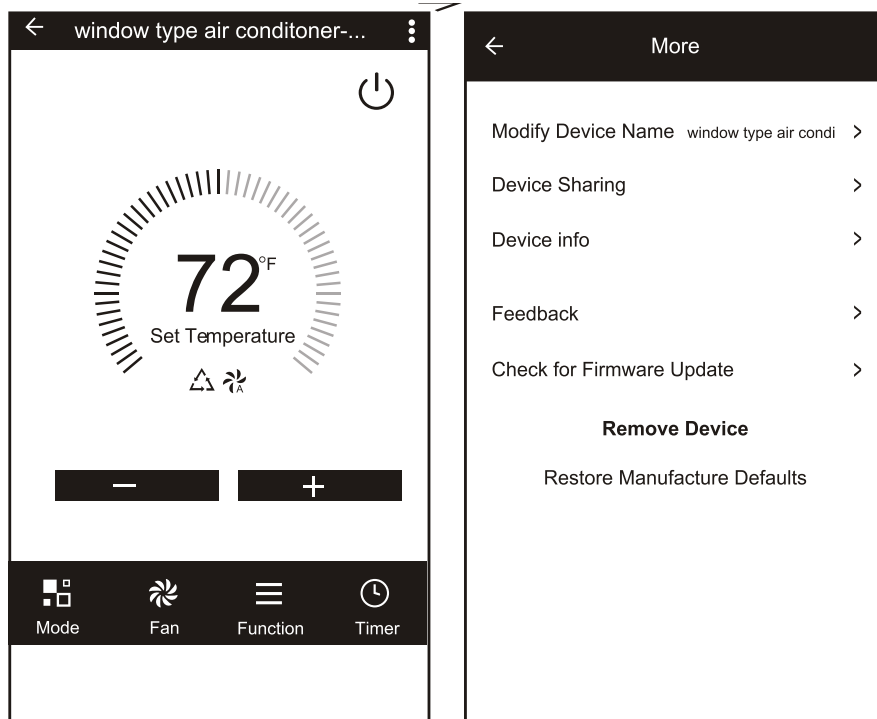 window type air conditoner-...
72°F
Set Temperature
A
Mode Fan Function Timer
More
Modify Device Name window type air condi
Device Sharing
Device info
Feedback
Check for Firmware Update
Remove Device
Restore Manufacture Defaults